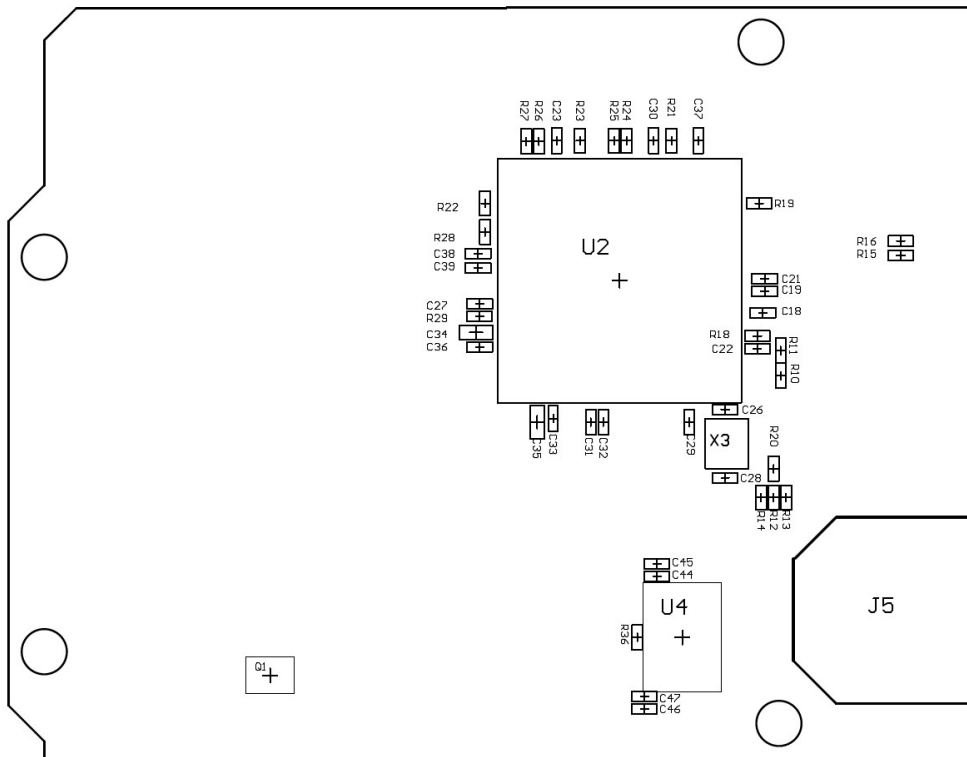 R27 R26 C23 R23 R25 R24 C30 R21 C37
R22
R19
R28
U2
R16
C38
R15
C39
C21
C19
C27
C18
R29
C34
R18
C36
C22
R11
R10
C26
C35 C33 C31 C32 C29
X3
R20
C28
R14 R12 R13
C45
C44
U4
J5
R36
Q1
C47
C46